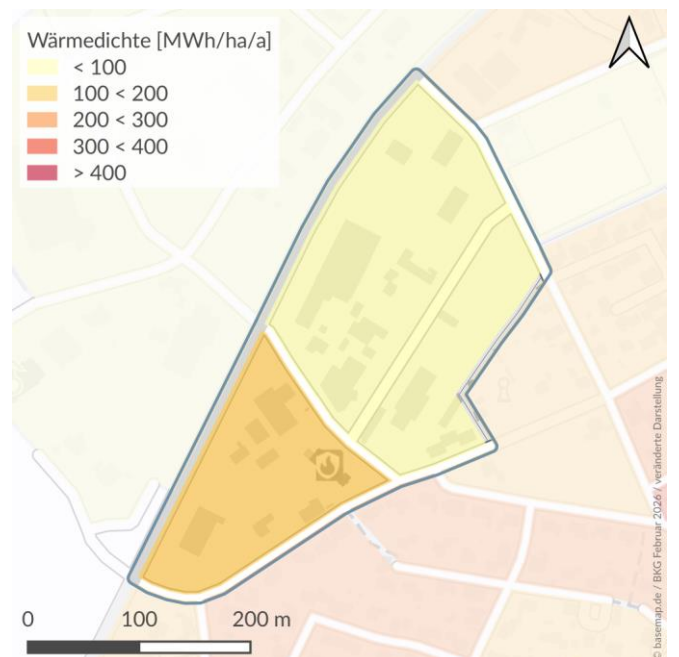 Wärmedichte [MWh/ha/a]
< 100
100 < 200
200 < 300
300 < 400
> 400
0 100 200 m
© basemap.de / BKG Februar 2026 / veränderte Darstellung